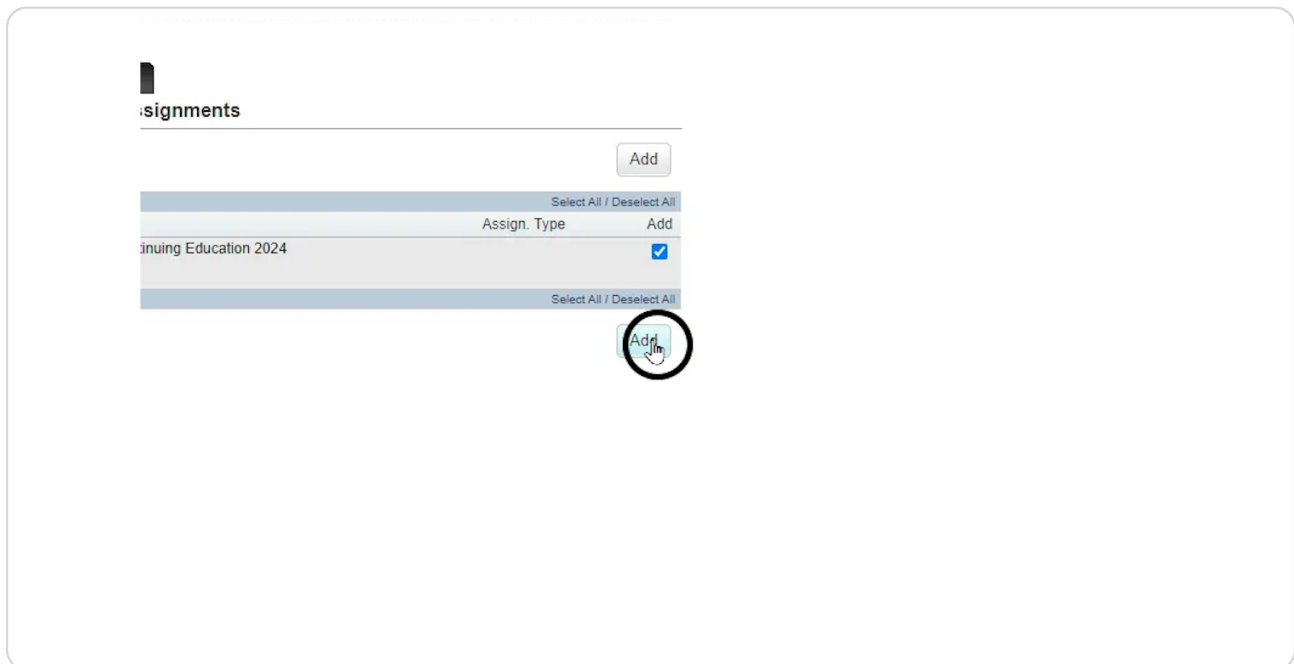 ssignments
Add
Select All / Deselect All
Assign. Type Add
tinuing Education 2024
Select All / Deselect All
Add